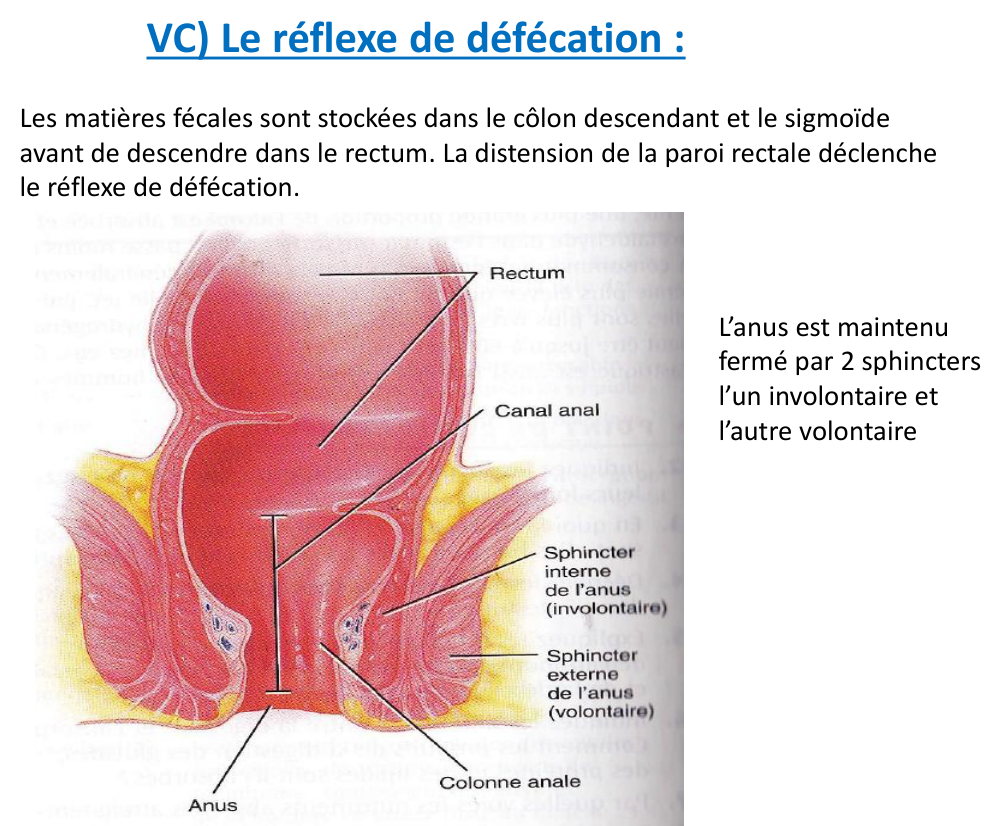 VC) Le réflexe de défécation :
Les matières fécales sont stockées dans le côlon descendant et le sigmoïde
avant de descendre dans le rectum. La distension de la paroi rectale déclenche
le réflexe de défécation.
Rectum
L’anus est maintenu
fermé par 2 sphincters
l’un involontaire et
l’autre volontaire
Canal anal
Sphincter
interne
de l’anus
(involontaire)
Sphincter
externe
de l’anus
(volontaire)
Colonne anale
Anus